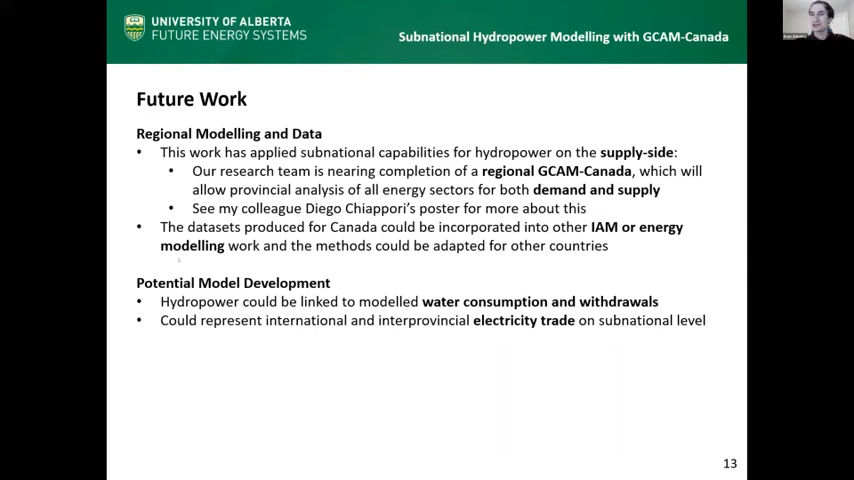 UNIVERSITY OF ALBERTA
FUTURE ENERGY SYSTEMS
Subnational Hydropower Modelling with GCAM-Canada
Future Work
Regional Modelling and Data
• This work has applied subnational capabilities for hydropower on the supply-side:
• Our research team is nearing completion of a regional GCAM-Canada, which will
allow provincial analysis of all energy sectors for both demand and supply
• See my colleague Diego Chiappori's poster for more about this
• The datasets produced for Canada could be incorporated into other IAM or energy
modelling work and the methods could be adapted for other countries
Potential Model Development
• Hydropower could be linked to modelled water consumption and withdrawals
• Could represent international and interprovincial electricity trade on subnational level
13